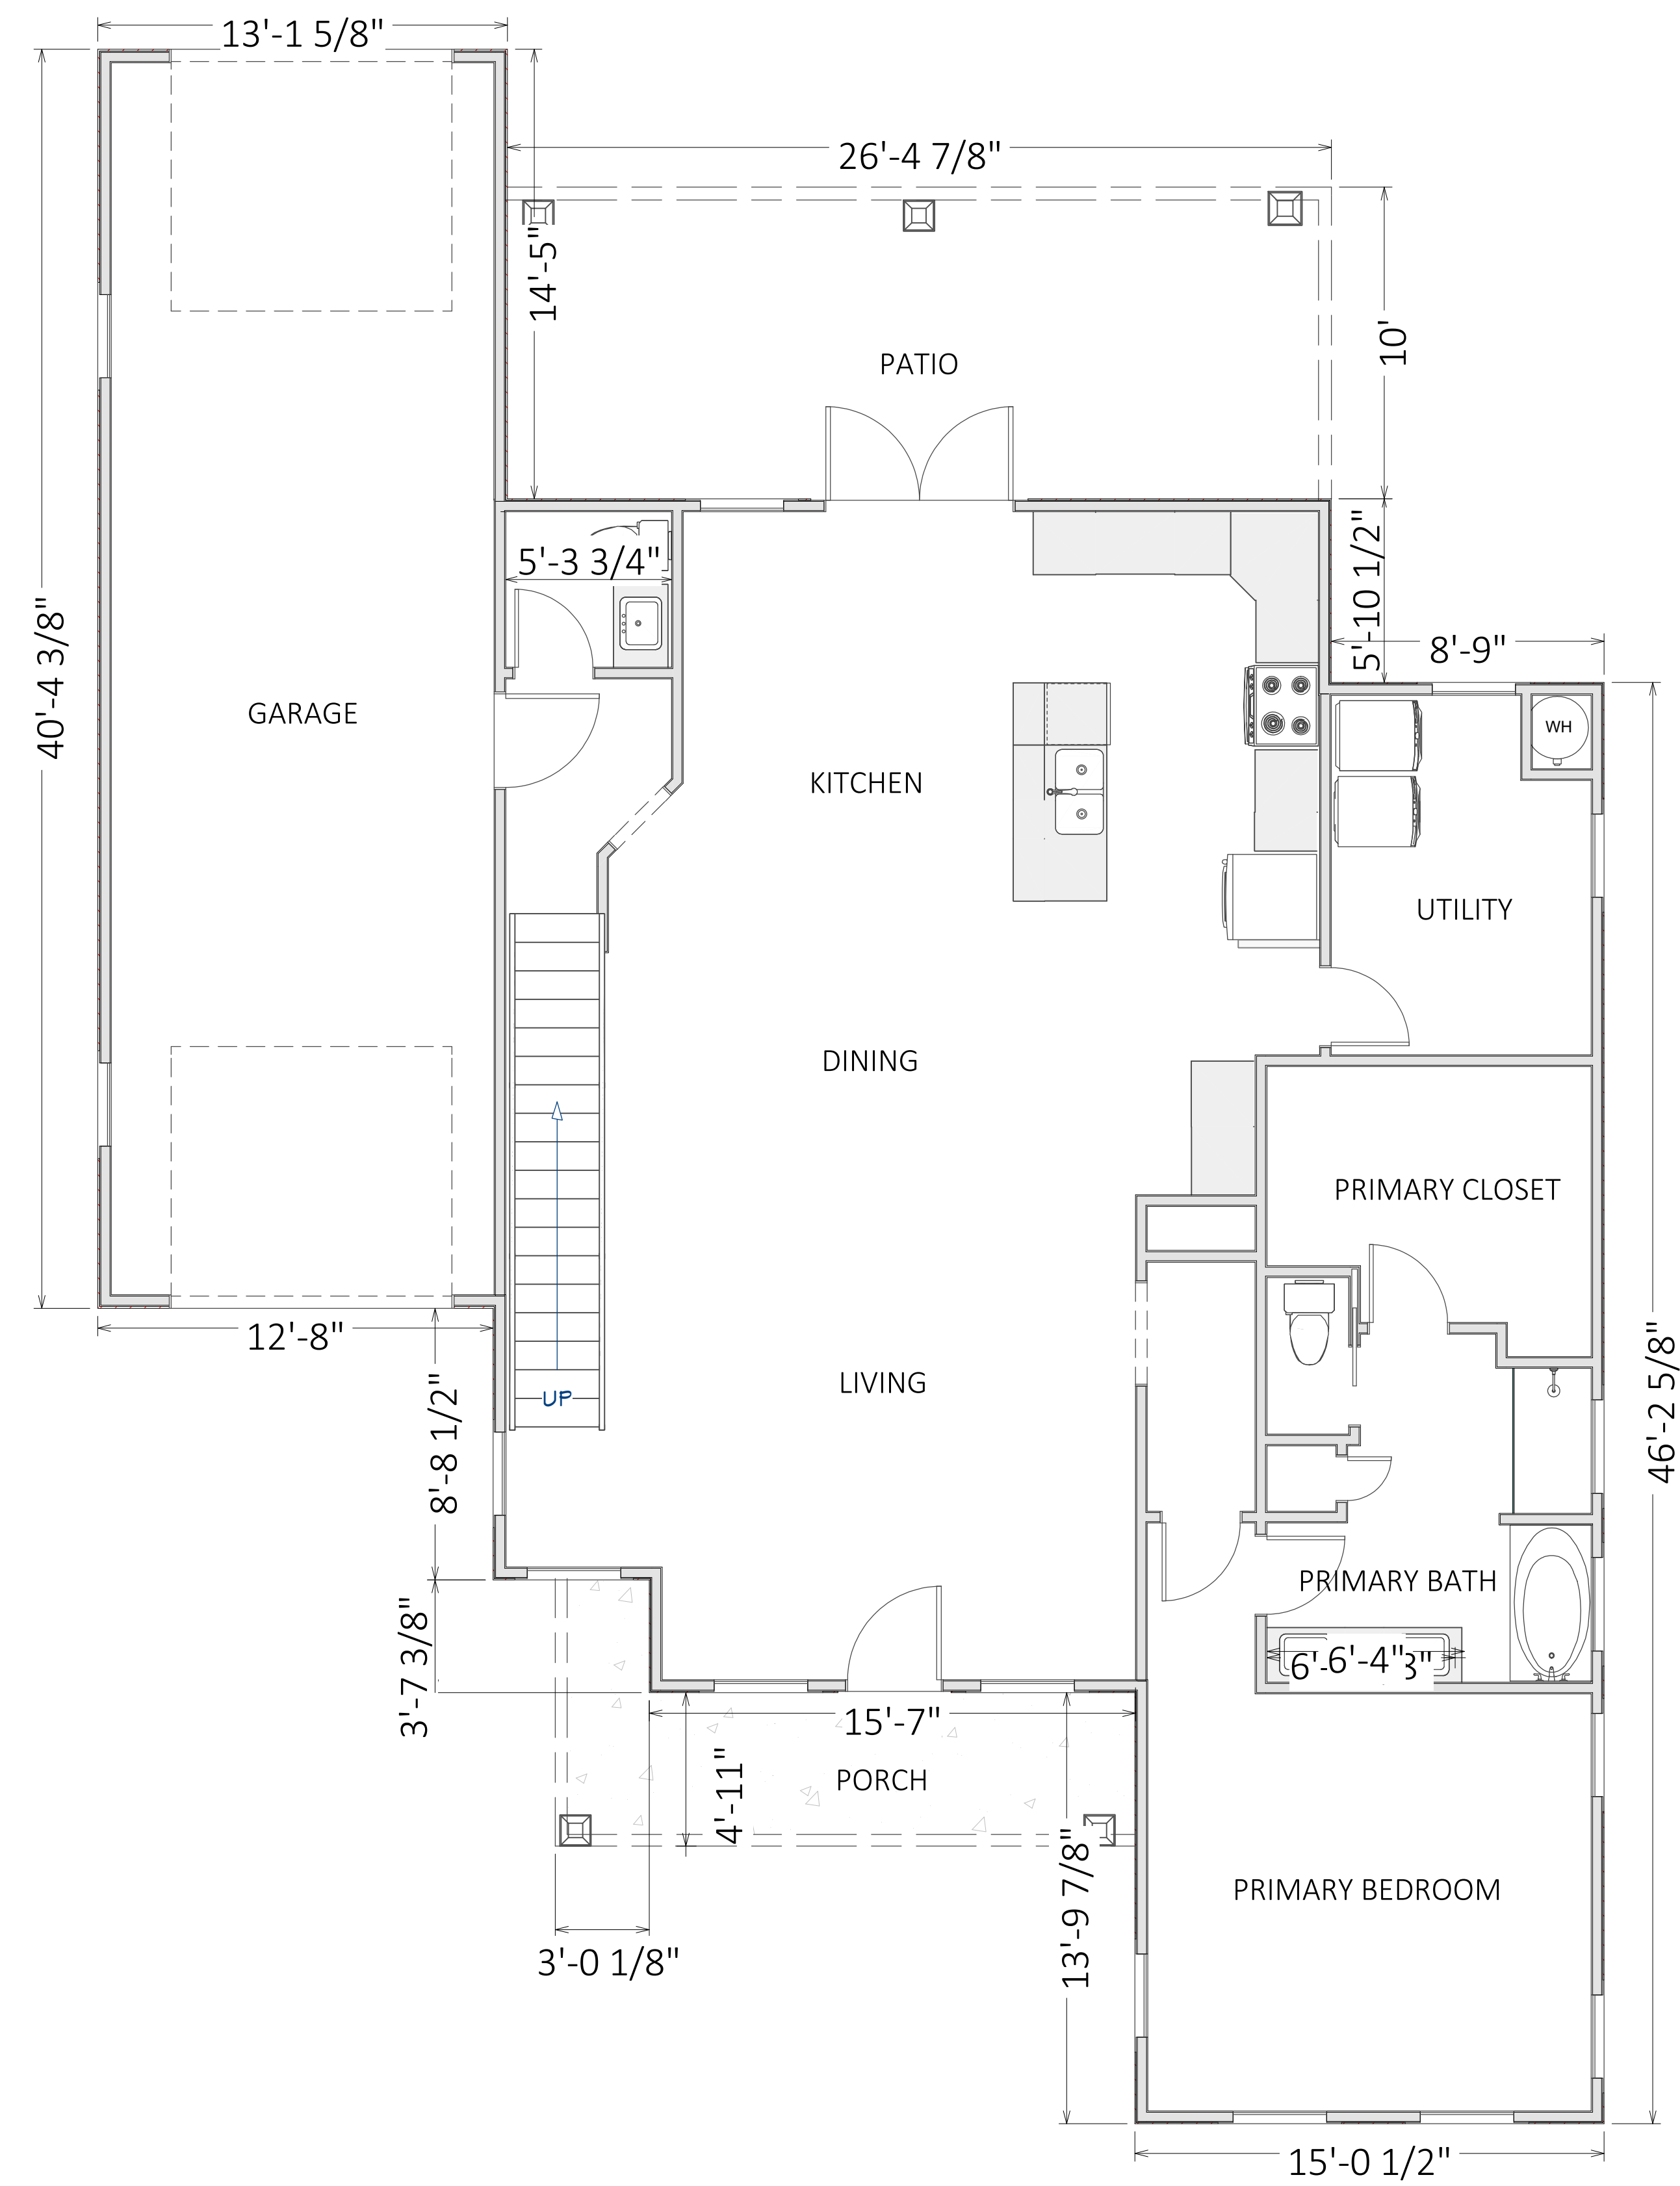 13'-1 5/8"
26'-4 7/8"
14'-5"
10'
PATIO
5'-3 3/4"
5'-10 1/2"
8'-9"
40'-4 3/8"
GARAGE
WH
KITCHEN
UTILITY
DINING
PRIMARY CLOSET
12'-8"
LIVING
UP
8'-8 1/2"
46'-2 5/8"
PRIMARY BATH
3'-7 3/8"
6'-4"
15'-7"
4'-11"
PORCH
13'-9 7/8"
PRIMARY BEDROOM
3'-0 1/8"
15'-0 1/2"